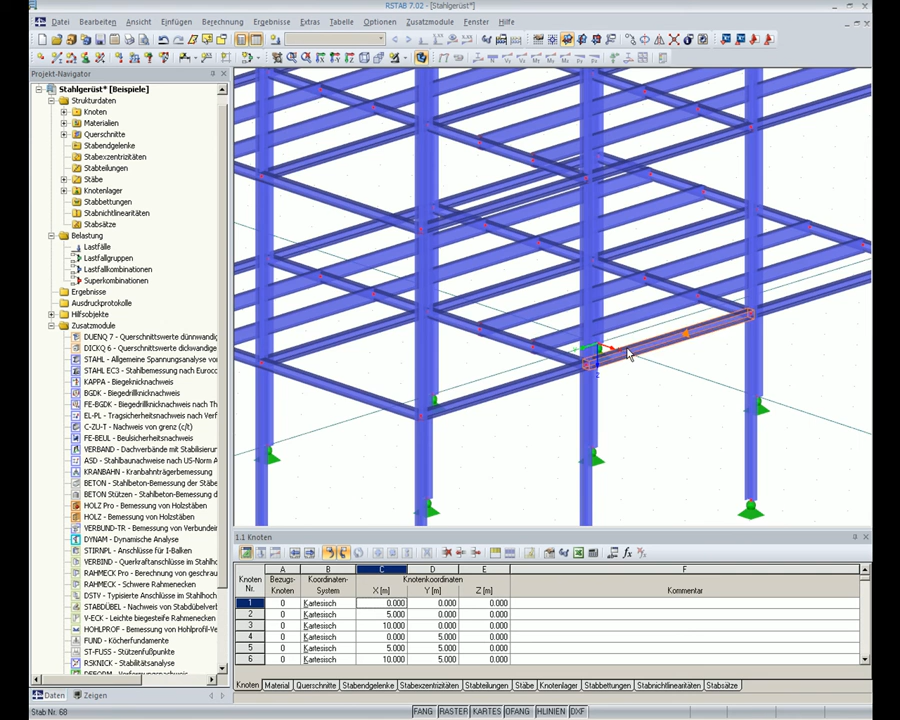 RSTAB 7.02 - [Stahlgerüst*]
Datei Bearbeiten Ansicht Einfügen Berechnung Ergebnisse Extras Tabelle Optionen Zusatzmodule Fenster Hilfe
Projekt-Navigator
Stahlgerüst* [Beispiele]
Strukturdaten
Knoten
Materialien
Querschnitte
Stabendgelenke
Stabexzentrizitäten
Stabteilungen
Stäbe
Knotenlager
Stabbettungen
Stabnichtlinearitäten
Stabsätze
Belastung
Lastfälle
Lastfallgruppen
Lastfallkombinationen
Superkombinationen
Ergebnisse
Ausdruckprotokolle
Hilfsobjekte
Zusatzmodule
DUENQ 7 - Querschnittswerte dünnwandig
DICKQ 6 - Querschnittswerte dickwandige
STAHL - Allgemeine Spannungsanalyse von
STAHL EC3 - Stahlbemessung nach Euroco
KAPPA - Biegeknicknachweis
BGDK - Biegedrillknicknachweis
FE-BGDK - Biegedrillknicknachweis nach Th
EL-PL - Tragsicherheitsnachweis nach Verf
C-ZU-T - Nachweis von grenz (c/t)
FE-BEUL - Beulsicherheitsnachweis
VERBAND - Dachverbände mit Stabilisierun
ASD - Stahlbaunachweise nach US-Norm A
KRANBAHN - Kranbahnträgerbemessung
BETON - Stahlbeton-Bemessung der Stäbe
BETON Stützen - Stahlbeton-Bemessung d
HOLZ Pro - Bemessung von Holzstäben
HOLZ - Bemessung von Holzstäben
VERBUND-TR - Bemessung von Verbundei
DYNAM - Dynamische Analyse
STIRNPL - Anschlüsse für I-Balken
VERBIND - Querkraftanschlüsse im Stahlhoc
RAHMECK Pro - Berechnung von geschrau
RAHMECK - Schwere Rahmenecken
DSTV - Typisierte Anschlüsse im Stahlhoch
STABDÜBEL - Nachweis von Stabdübelverb
V-ECK - Leichte biegesteife Rahmenecken
HOHLPROF - Bemessung von Hohlprofil-Ve
FUND - Köcherfundamente
ST-FUSS - Stützenfußpunkte
RSKNICK - Stabilitätsanalyse
Daten Zeigen
1.1 Knoten
A B C D E F
Knoten Nr. Bezugs-Knoten Koordinaten-System Knotenkoordinaten X [m] Y [m] Z [m] Kommentar
1 0 Kartesisch 0.000 0.000 0.000
2 0 Kartesisch 5.000 0.000 0.000
3 0 Kartesisch 10.000 0.000 0.000
4 0 Kartesisch 0.000 5.000 0.000
5 0 Kartesisch 5.000 5.000 0.000
6 0 Kartesisch 10.000 5.000 0.000
Knoten Material Querschnitte Stabendgelenke Stabexzentrizitäten Stabteilungen Stäbe Knotenlager Stabbettungen Stabnichtlinearitäten Stabsätze
Stab Nr. 68
FANG RASTER KARTES OFANG HLINIEN DXF